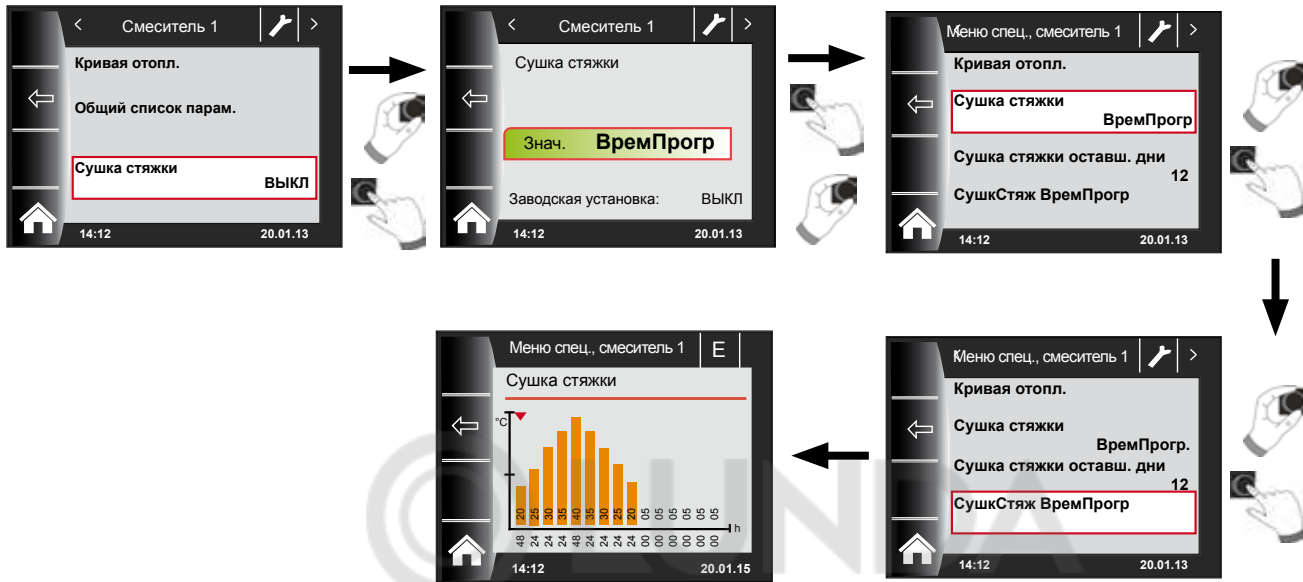 < Смеситель 1 >
Кривая отопл.
Общий список парам.
Сушка стяжки
ВЫКЛ
14:12 20.01.13
< Смеситель 1 >
Сушка стяжки
Знач. ВремПрогр
Заводская установка: ВЫКЛ
14:12 20.01.13
Меню спец., смеситель 1 >
Кривая отопл.
Сушка стяжки
ВремПрогр
Сушка стяжки оставш. дни
12
СушкСтяж ВремПрогр
14:12 20.01.13
Меню спец., смеситель 1 >
Кривая отопл.
Сушка стяжки
ВремПрогр.
Сушка стяжки оставш. дни
12
СушкСтяж ВремПрогр
14:12 20.01.13
Меню спец., смеситель 1 E
Сушка стяжки
°C
20 25 30 35 40 35 30 25 20 05 05 05 05 05 05
48 24 24 24 48 24 24 24 24 00 00 00 00 00 00
h
14:12 20.01.15
LUNDA